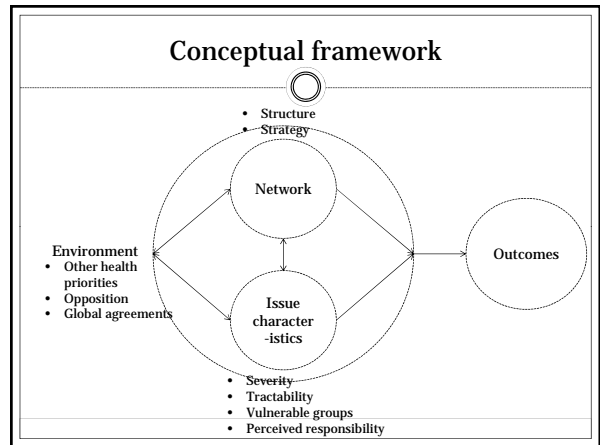 Conceptual framework
• Structure
• Strategy
Network
Environment
• Other health
priorities
• Opposition
• Global agreements
Outcomes
Issue
character
-istics
• Severity
• Tractability
• Vulnerable groups
• Perceived responsibility